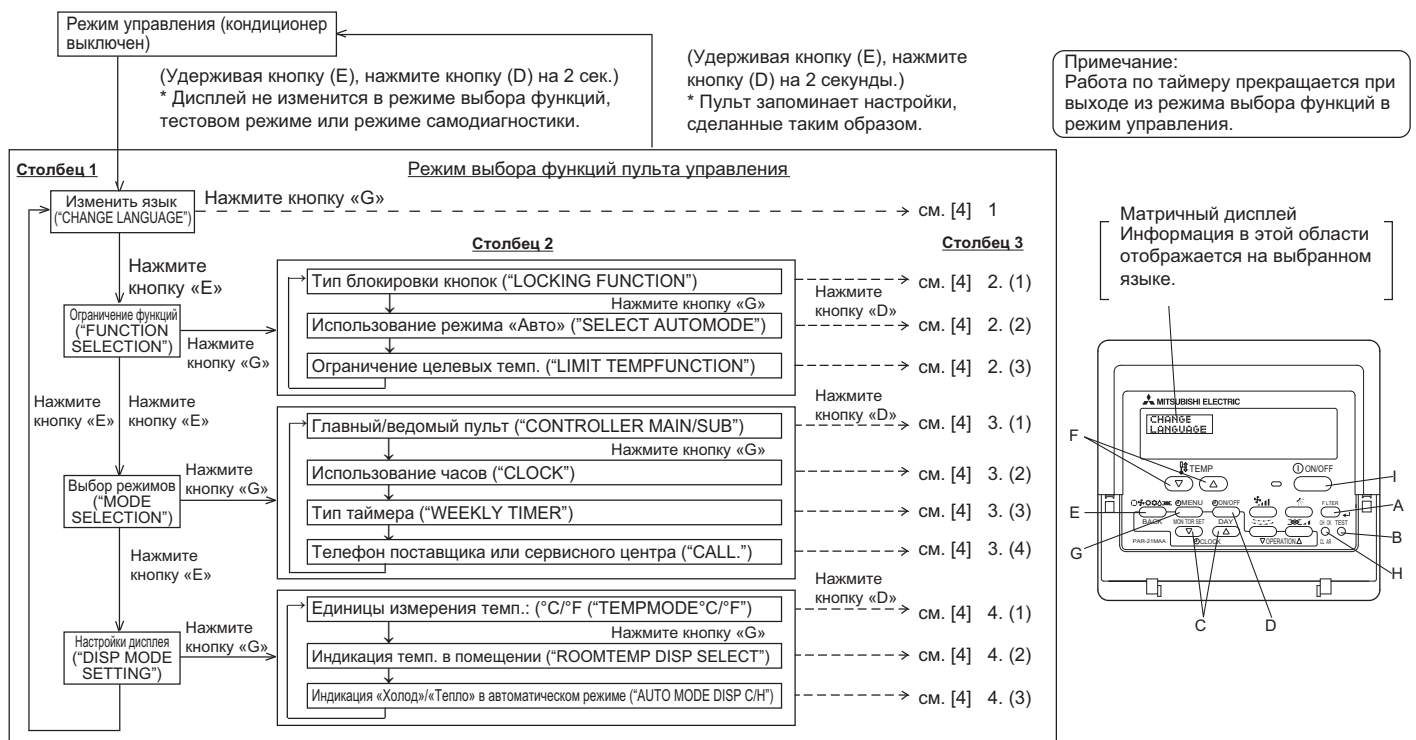 Режим управления (кондиционер
выключен)
(Удерживая кнопку (E), нажмите кнопку (D) на 2 сек.)
* Дисплей не изменится в режиме выбора функций,
тестовом режиме или режиме самодиагностики.
(Удерживая кнопку (E), нажмите
кнопку (D) на 2 секунды.)
* Пульт запоминает настройки,
сделанные таким образом.
Примечание:
Работа по таймеру прекращается при
выходе из режима выбора функций в
режим управления.
Столбец 1
Режим выбора функций пульта управления
Изменить язык
("CHANGE LANGUAGE")
Нажмите кнопку «G»
см. [4] 1
Столбец 2
Столбец 3
Нажмите
кнопку «E»
Ограничение функций
("FUNCTION
SELECTION")
Нажмите
кнопку «G»
Тип блокировки кнопок (“LOCKING FUNCTION”)
Нажмите кнопку «G»
Использование режима «Авто» (”SELECT AUTOMODE”)
Ограничение целевых темп. (“LIMIT TEMPFUNCTION”)
Нажмите
кнопку «D»
см. [4] 2. (1)
см. [4] 2. (2)
см. [4] 2. (3)
Нажмите
кнопку «E»
Нажмите
кнопку «E»
Выбор режимов
(“MODE
SELECTION”)
Нажмите
кнопку «G»
Главный/ведомый пульт (“CONTROLLER MAIN/SUB”)
Нажмите кнопку «G»
Использование часов (“CLOCK”)
Тип таймера (“WEEKLY TIMER”)
Телефон поставщика или сервисного центра (“CALL.”)
Нажмите
кнопку «D»
см. [4] 3. (1)
см. [4] 3. (2)
см. [4] 3. (3)
см. [4] 3. (4)
Нажмите
кнопку «E»
Настройки дисплея
(“DISP MODE
SETTING”)
Нажмите
кнопку «G»
Единицы измерения темп.: (°C/°F (“TEMPMODE°C/°F”)
Нажмите кнопку «G»
Индикация темп. в помещении (“ROOMTEMP DISP SELECT”)
Индикация «Холод»/«Тепло» в автоматическом режиме (“AUTO MODE DISP C/H”)
Нажмите
кнопку «D»
см. [4] 4. (1)
см. [4] 4. (2)
см. [4] 4. (3)
Матричный дисплей
Информация в этой области
отображается на выбранном
языке.
MITSUBISHI ELECTRIC
CHANGE
LANGUAGE
F
TEMP
ON/OFF
I
E
MENU
ON/OFF
F LTER
A
BACK
MON TOR SET
DAY
CH CK TEST
B
G
PAR-21MAA
CLOCK
OPERATION
CL AR
H
C
D